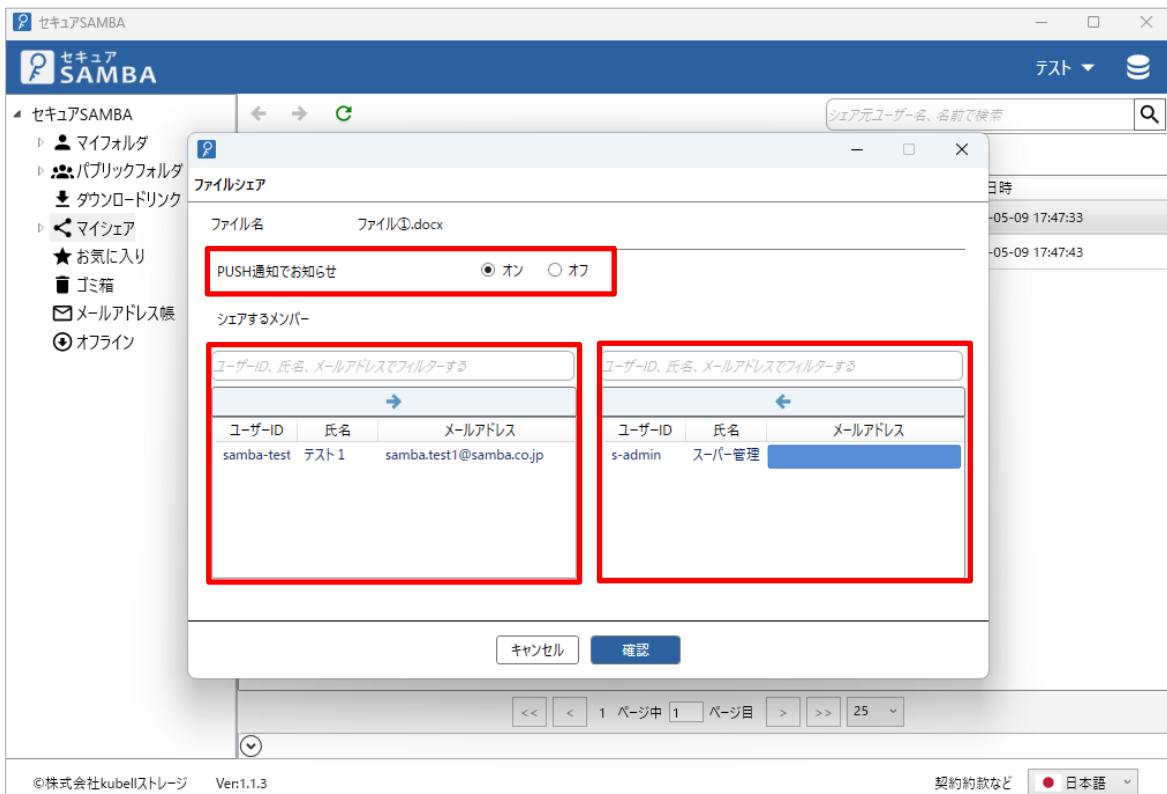 セキュアSAMBA
セキュア
SAMBA
テスト
セキュアSAMBA
マイフォルダ
パブリックフォルダ
ダウンロードリンク
マイシェア
お気に入り
ゴミ箱
メールアドレス帳
オフライン
シェア元ユーザー名、名前で検索
日時
-05-09 17:47:33
-05-09 17:47:43
ファイルシェア
ファイル名 ファイル①.docx
PUSH通知でお知らせ オン オフ
シェアするメンバー
ユーザーID、氏名、メールアドレスでフィルターする
ユーザーID 氏名 メールアドレス
samba-test テスト1 samba.test1@samba.co.jp
ユーザーID、氏名、メールアドレスでフィルターする
ユーザーID 氏名 メールアドレス
s-admin スーパー管理
キャンセル 確認
<< < 1 ページ中 1 ページ目 > >> 25
©株式会社kubellストレージ Ver:1.1.3 契約約款など 日本語